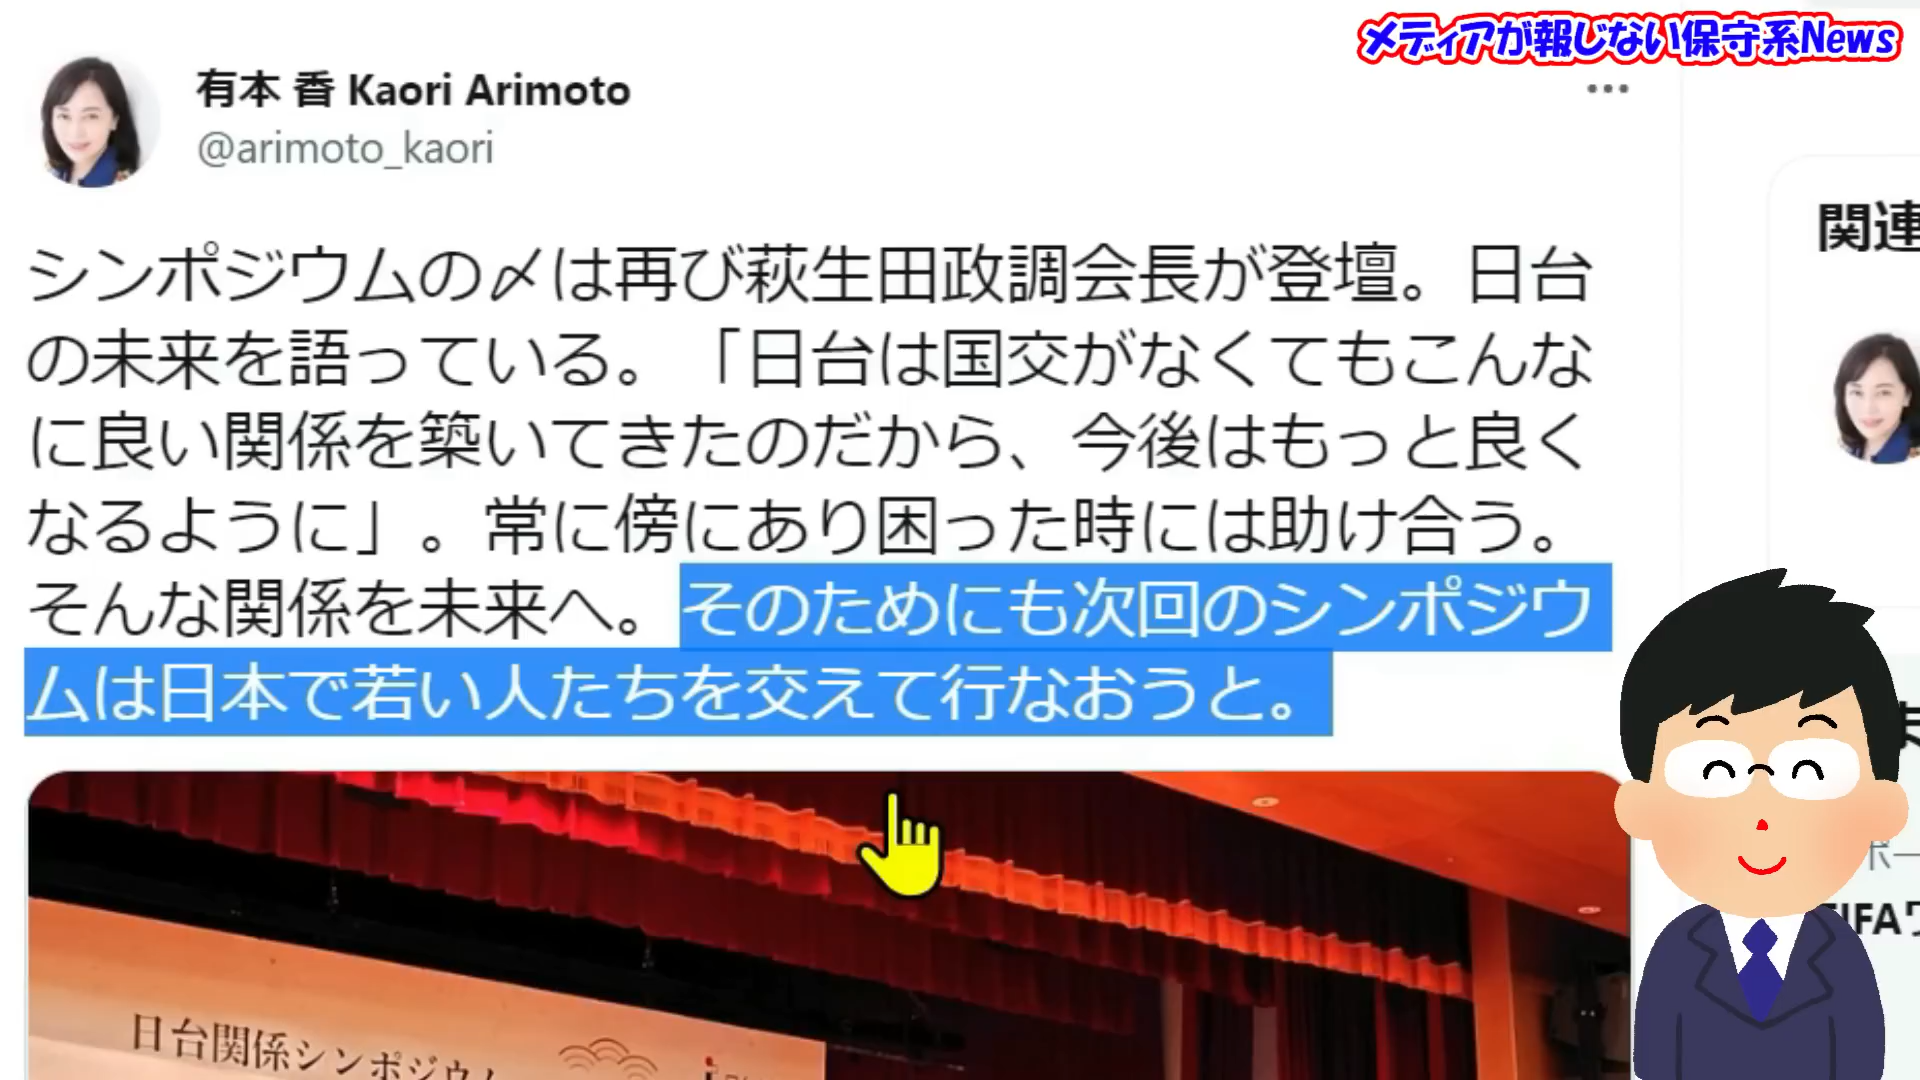 メディアが報じない保守系News
有本 香 Kaori Arimoto
@arimoto_kaori
シンポジウムの〆は再び萩生田政調会長が登壇。日台
の未来を語っている。「日台は国交がなくてもこんな
に良い関係を築いてきたのだから、今後はもっと良く
なるように」。常に傍にあり困った時には助け合う。
そんな関係を未来へ。そのためにも次回のシンポジウ
ムは日本で若い人たちを交えて行なおうと。
関連
日台関係シンポジウム
FIFAワ